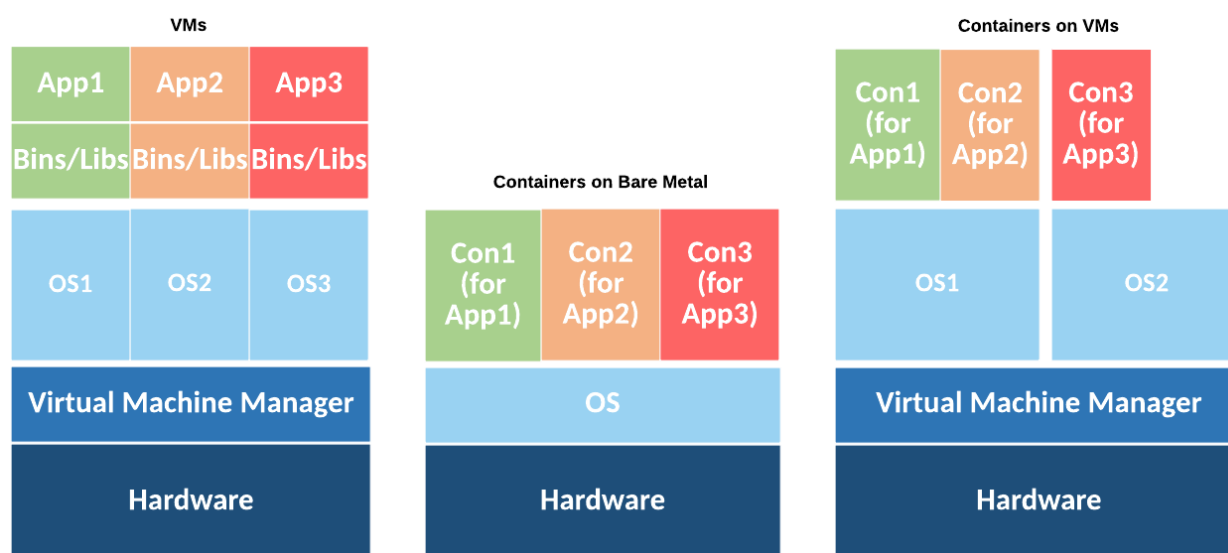 VMs
App1 App2 App3
Bins/Libs Bins/Libs Bins/Libs
OS1 OS2 OS3
Virtual Machine Manager
Hardware
Containers on Bare Metal
Con1
(for
App1)
Con2
(for
App2)
Con3
(for
App3)
OS
Hardware
Containers on VMs
Con1
(for
App1)
Con2
(for
App2)
Con3
(for
App3)
OS1 OS2
Virtual Machine Manager
Hardware